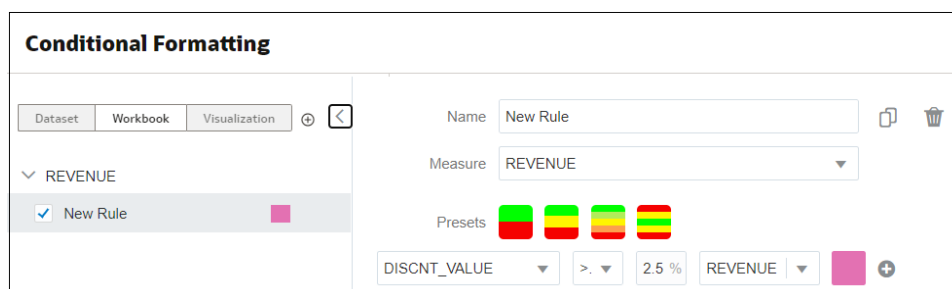 Conditional Formatting
Dataset Workbook Visualization
REVENUE
New Rule
Name New Rule
Measure REVENUE
Presets
DISCNT_VALUE >. 2.5 % REVENUE